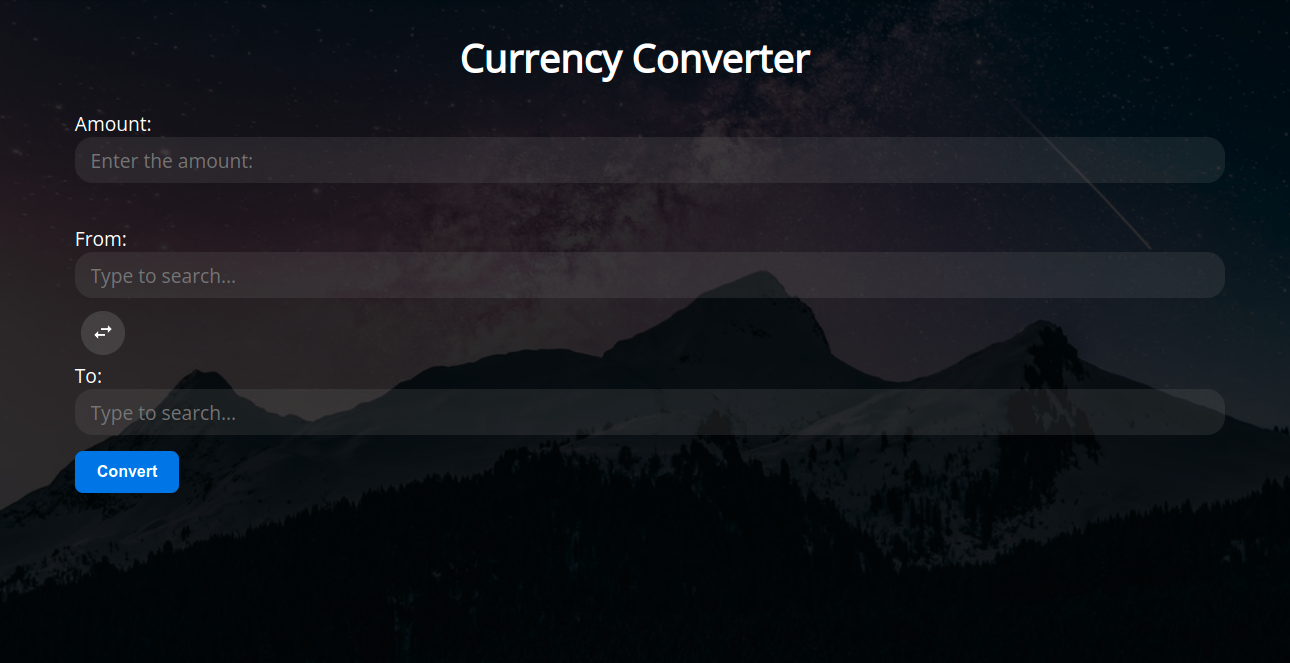 Currency Converter
Amount:
Enter the amount:
From:
Type to search...
To:
Type to search...
Convert